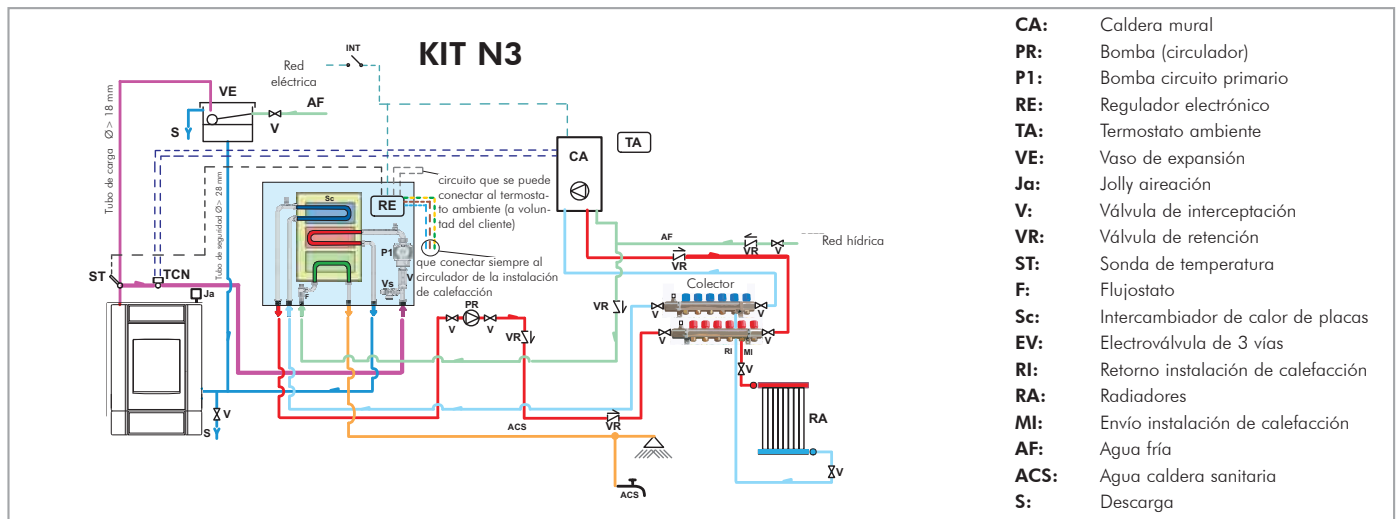 KIT N3
INT
Red
eléctrica
VE
AF
V
S
Tubo de carga Ø > 18 mm
Tubo de seguridad Ø > 28 mm
CA
TA
Sc
RE
circuito que se puede
conectar al termosta-
to ambiente (a volun-
tad del cliente)
P1
V
Vs
F
que conectar siempre al
circulador de la instalación
de calefacción
ST
TCN
Ja
AF
VR
V
Red hídrica
VR
Colector
VR
V
V
V
V
PR
V
V
VR
RI
MI
V
RA
V
V
S
ACS
VR
ACS
CA: Caldera mural
PR: Bomba (circulador)
P1: Bomba circuito primario
RE: Regulador electrónico
TA: Termostato ambiente
VE: Vaso de expansión
Ja: Jolly aireación
V: Válvula de interceptación
VR: Válvula de retención
ST: Sonda de temperatura
F: Flujostato
Sc: Intercambiador de calor de placas
EV: Electroválvula de 3 vías
RI: Retorno instalación de calefacción
RA: Radiadores
MI: Envío instalación de calefacción
AF: Agua fría
ACS: Agua caldera sanitaria
S: Descarga